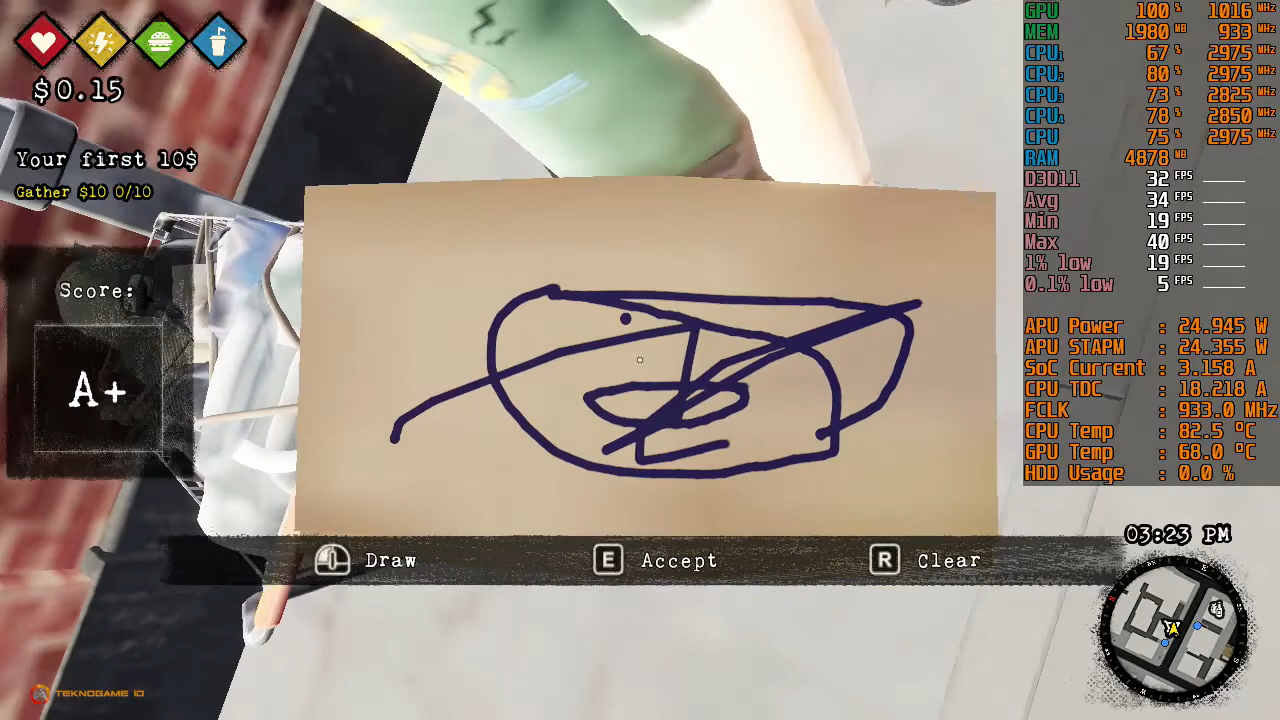 $0.15
Your first 10$
Gather $10 0/10
Score:
A+
Draw
E Accept
R Clear
GPU 100 % 1016 MHz
MEM 1980 MB 933 MHz
CPU1 67 % 2975 MHz
CPU2 80 % 2975 MHz
CPU3 73 % 2825 MHz
CPU4 78 % 2850 MHz
CPU 75 % 2975 MHz
RAM 4878 MB
D3D11 32 FPS
Avg 34 FPS
Min 19 FPS
Max 40 FPS
1% low 19 FPS
0.1% low 5 FPS
APU Power : 24.945 W
APU STAPM : 24.355 W
SoC Current : 3.158 A
CPU TDC : 18.218 A
FCLK : 933.0 MHz
CPU Temp : 82.5 °C
GPU Temp : 68.0 °C
HDD Usage : 0.0 %
03:23 PM
TEKNOGAME ID